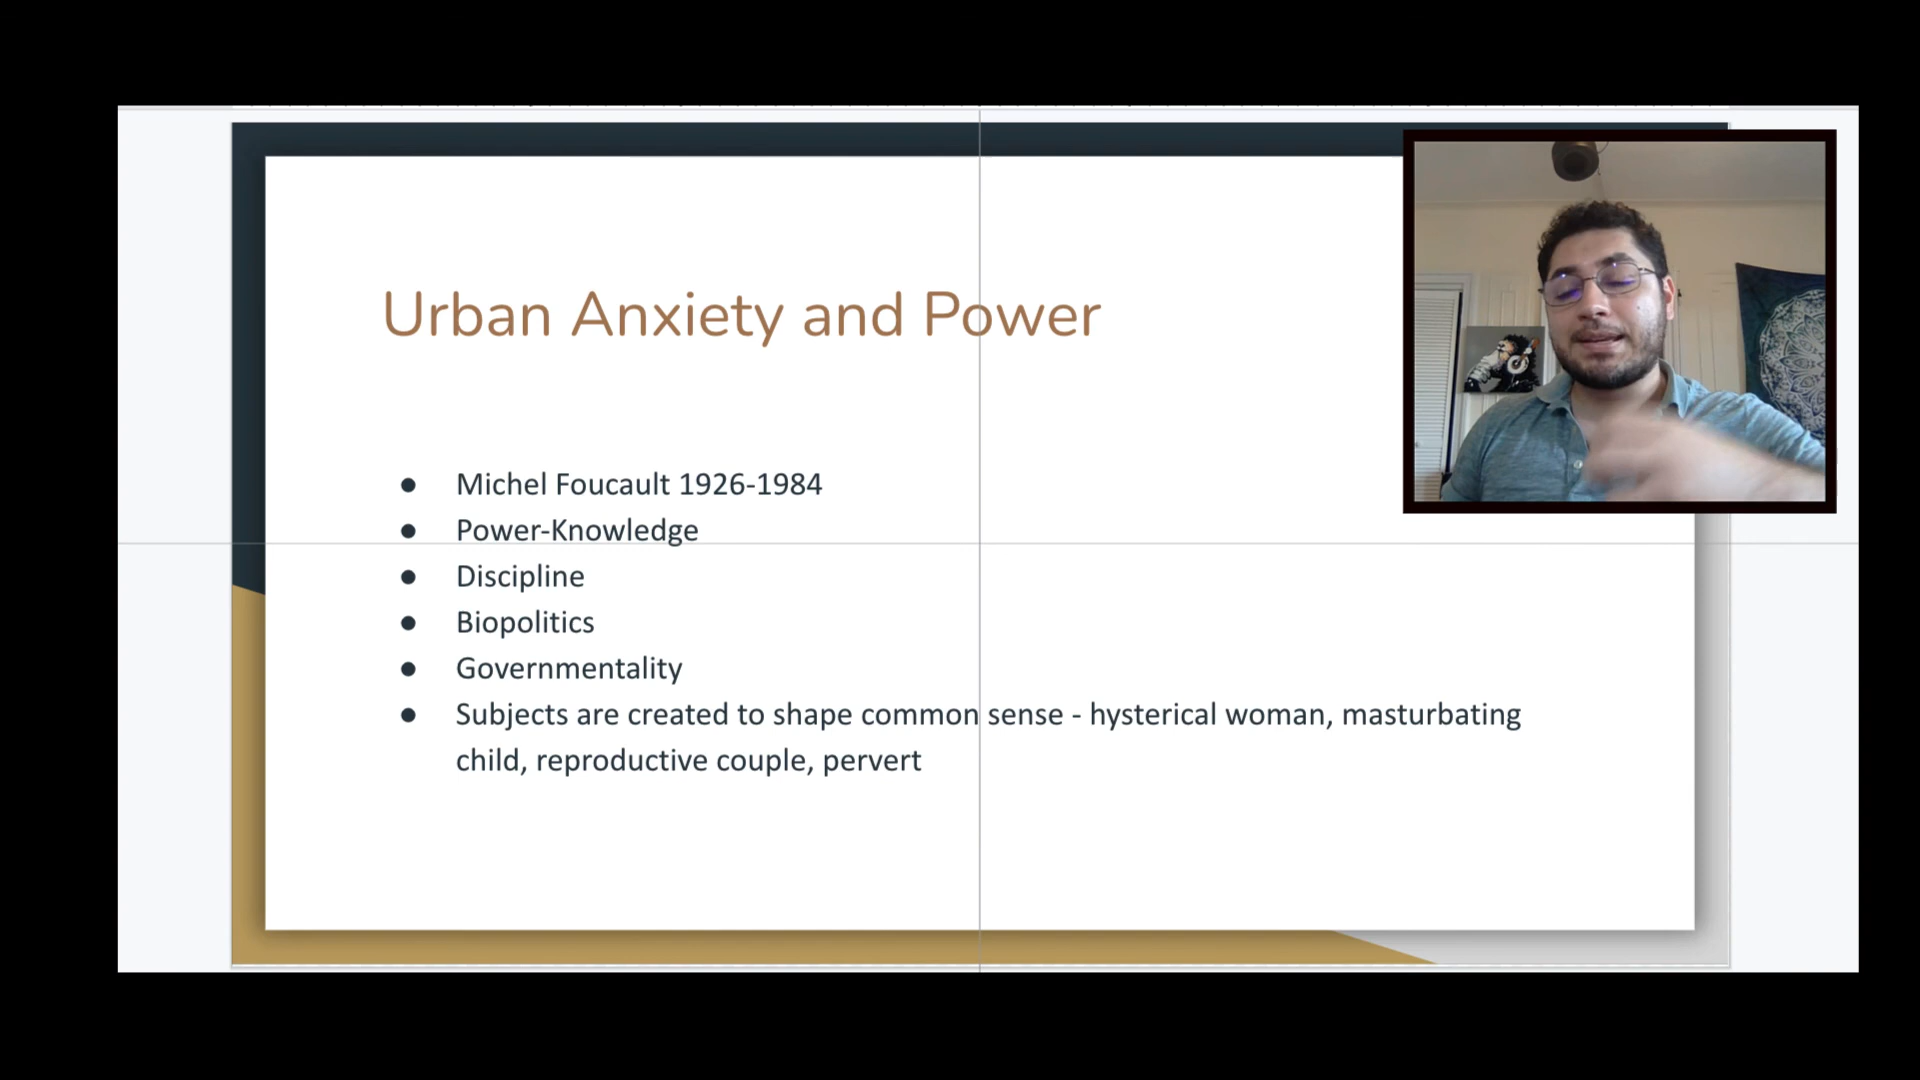 Urban Anxiety and Power
● Michel Foucault 1926-1984
● Power-Knowledge
● Discipline
● Biopolitics
● Governmentality
● Subjects are created to shape common sense - hysterical woman, masturbating
child, reproductive couple, pervert